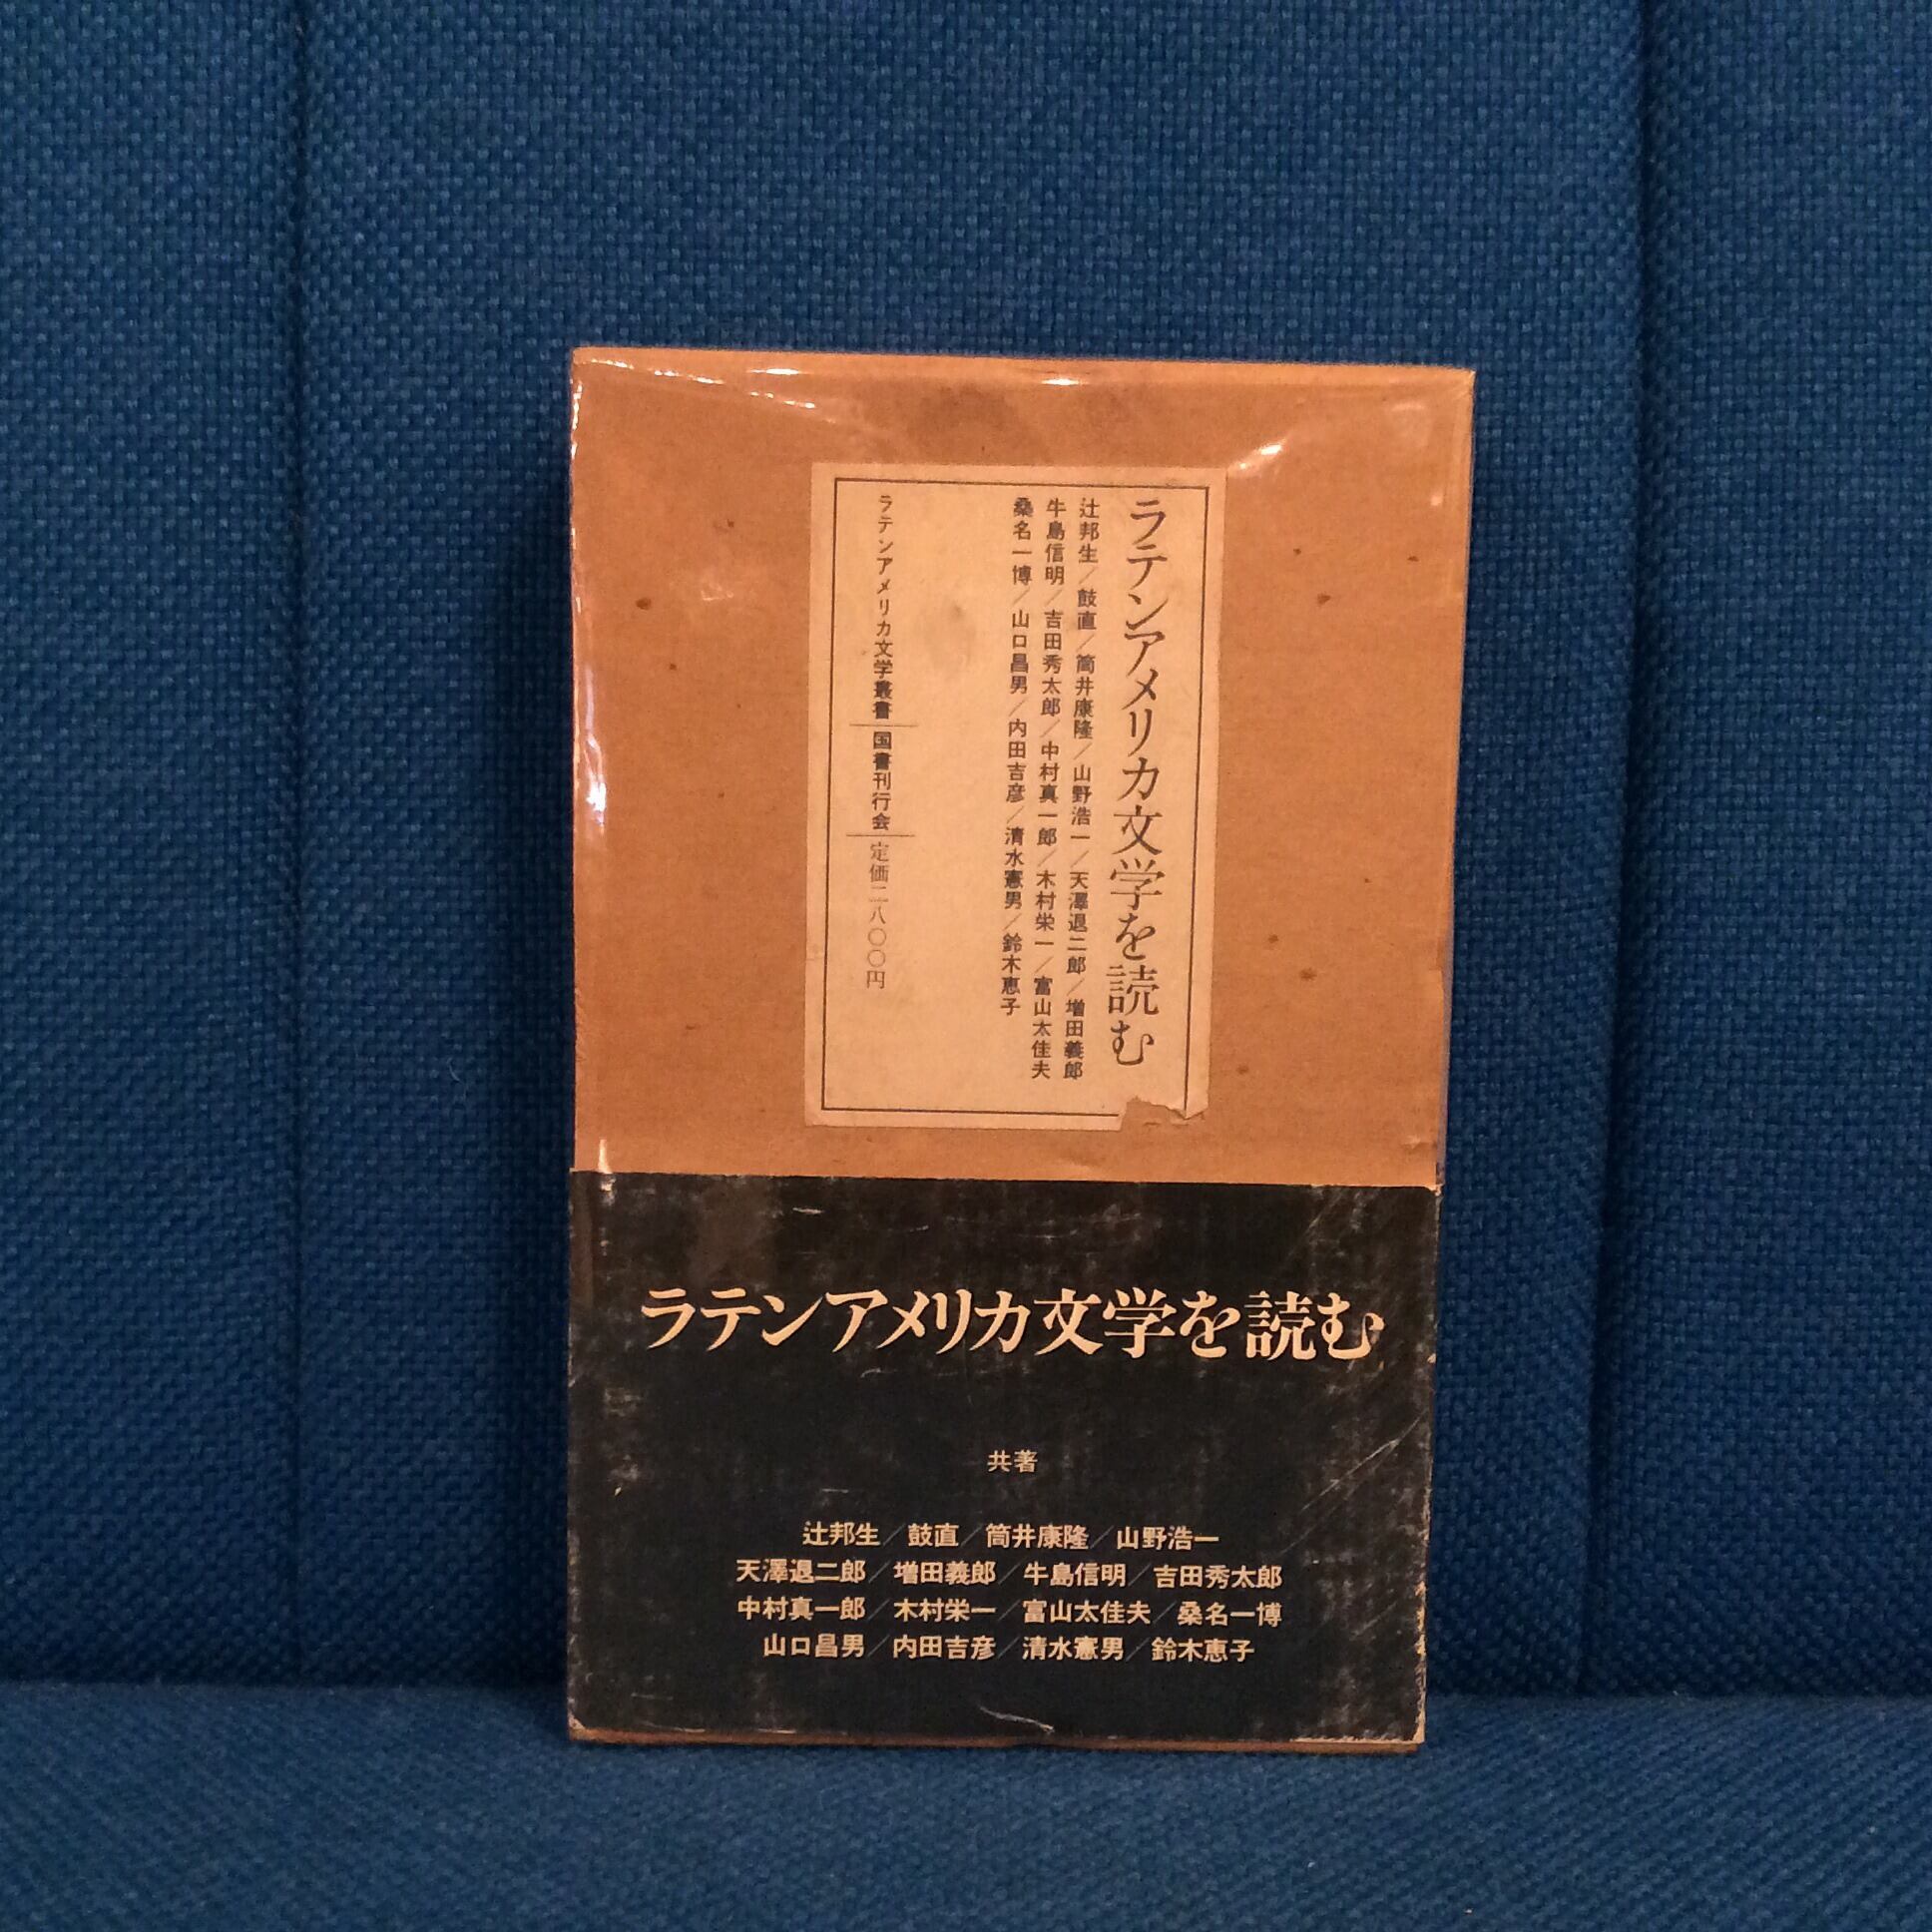 ラテンアメリカ文学を読む
辻邦生／鼓直／筒井康隆／山野浩一／天澤退二郎／増田義郎
牛島信明／吉田秀太郎／中村真一郎／木村栄一／富山太佳夫
桑名一博／山口昌男／内田吉彦／清水憲男／鈴木恵子
ラテンアメリカ文学叢書 国書刊行会 定価二八〇〇円
ラテンアメリカ文学を読む
共著
辻邦生／鼓直／筒井康隆／山野浩一
天澤退二郎／増田義郎／牛島信明／吉田秀太郎
中村真一郎／木村栄一／富山太佳夫／桑名一博
山口昌男／内田吉彦／清水憲男／鈴木恵子